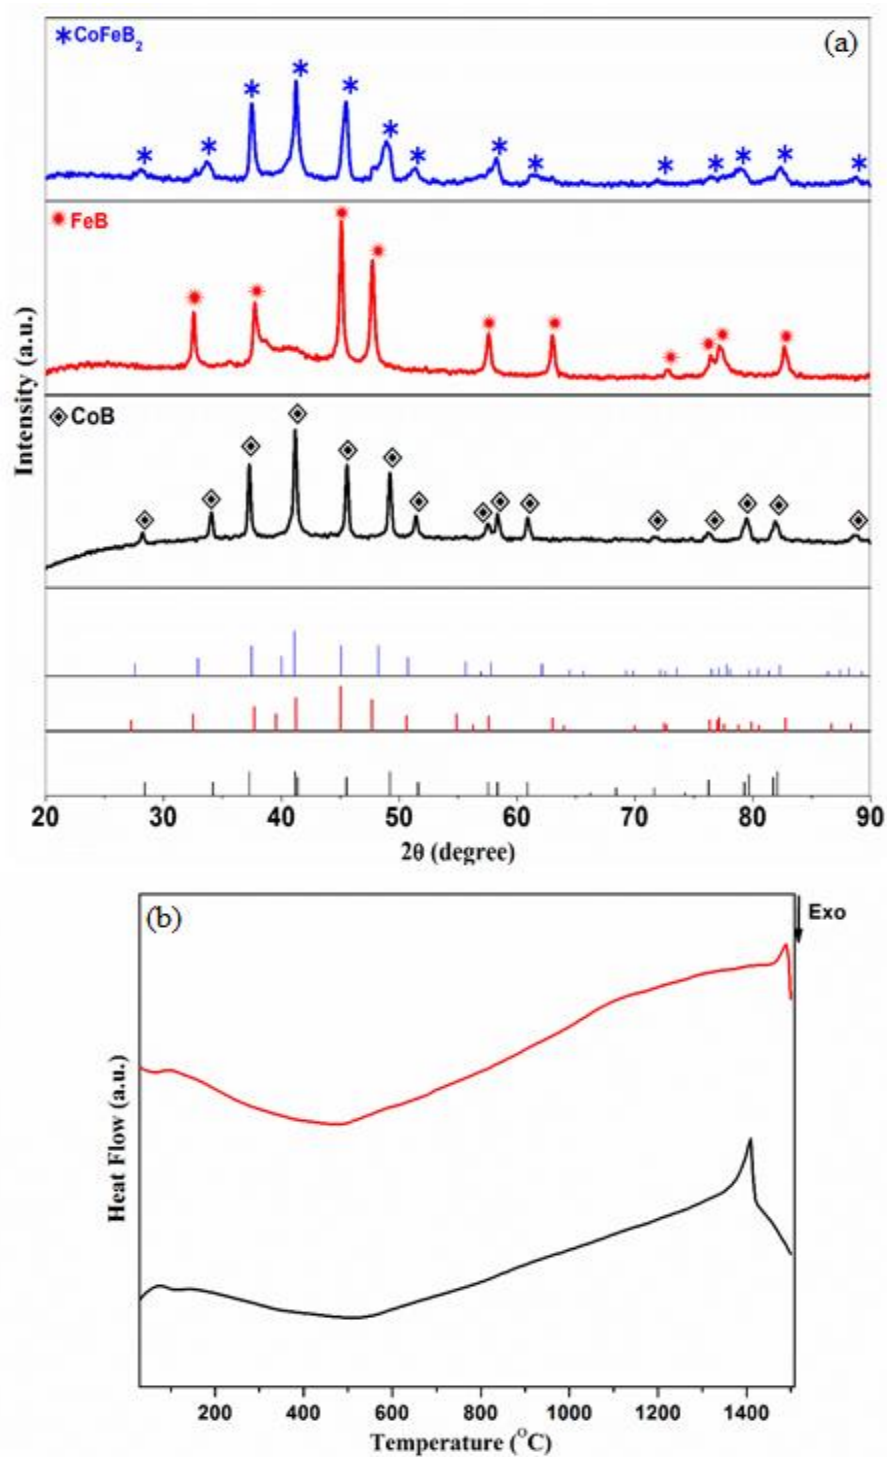 CoFeB₂
(a)
FeB
CoB
Intensity (a.u.)
20 30 40 50 60 70 80 90
2θ (degree)
(b)
Exo
Heat Flow (a.u.)
200 400 600 800 1000 1200 1400
Temperature (°C)